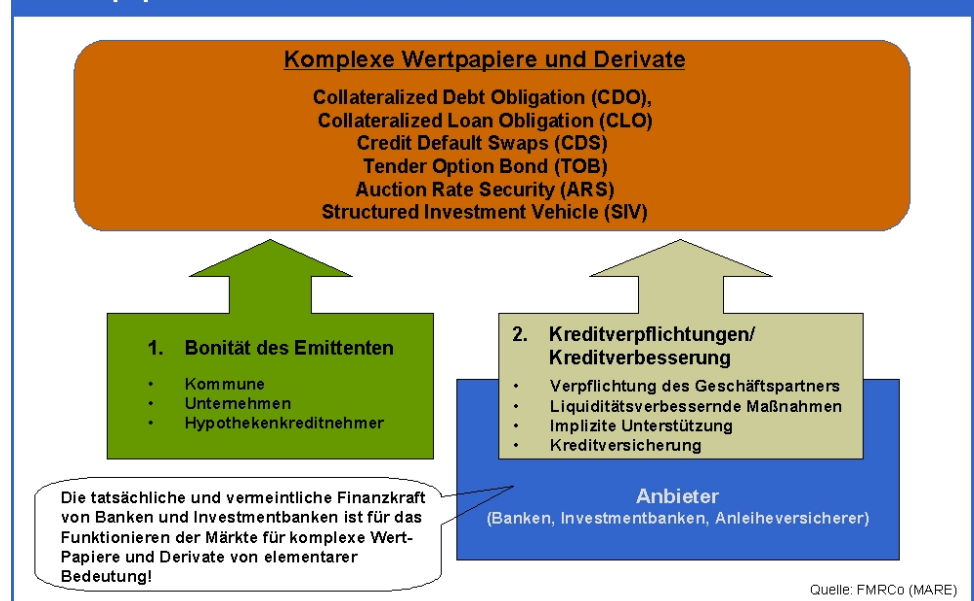 Komplexe Wertpapiere und Derivate
Collateralized Debt Obligation (CDO),
Collateralized Loan Obligation (CLO)
Credit Default Swaps (CDS)
Tender Option Bond (TOB)
Auction Rate Security (ARS)
Structured Investment Vehicle (SIV)
1. Bonität des Emittenten
• Kommune
• Unternehmen
• Hypothekenkreditnehmer
2. Kreditverpflichtungen/
Kreditverbesserung
• Verpflichtung des Geschäftspartners
• Liquiditätsverbessernde Maßnahmen
• Implizite Unterstützung
• Kreditversicherung
Anbieter
(Banken, Investmentbanken, Anleiheversicherer)
Die tatsächliche und vermeintliche Finanzkraft
von Banken und Investmentbanken ist für das
Funktionieren der Märkte für komplexe Wert-
Papiere und Derivate von elementarer
Bedeutung!
Quelle: FMRCo (MARE)